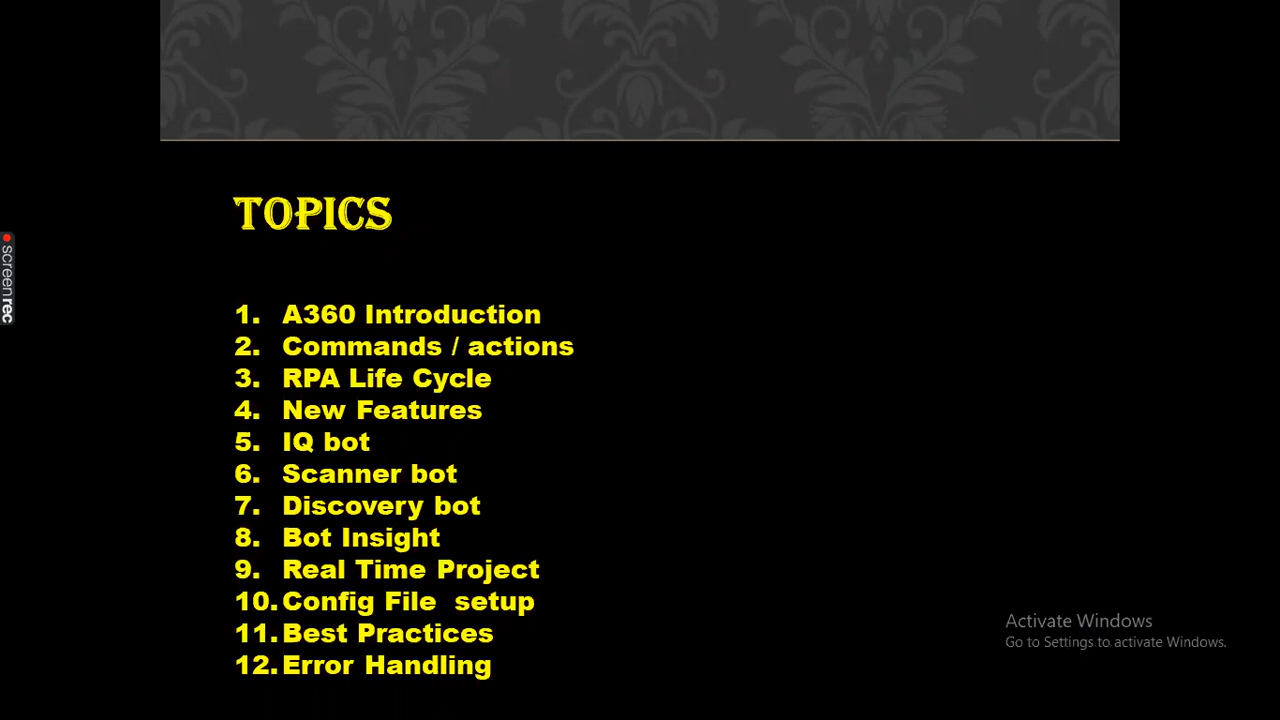 TOPICS
1. A360 Introduction
2. Commands / actions
3. RPA Life Cycle
4. New Features
5. IQ bot
6. Scanner bot
7. Discovery bot
8. Bot Insight
9. Real Time Project
10. Config File  setup
11. Best Practices
12. Error Handling
screenrec
Activate Windows
Go to Settings to activate Windows.